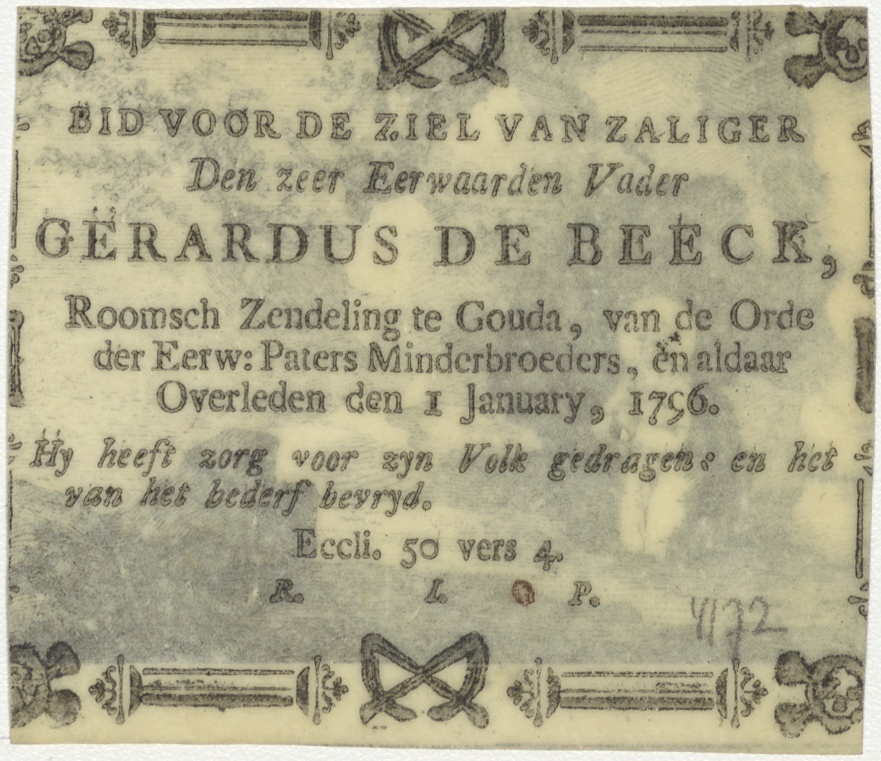 BID VOOR DE ZIEL VAN ZALIGER
Den zeer Eerwaarden Vader
GERARDUS DE BEECK,
Roomsch Zendeling te Gouda, van de Orde
der Eerw: Paters Minderbroeders, en aldaar
Overleden den 1 January, 1796.
Hy heeft zorg voor zyn Volk gedragen: en het
van het bederf bevryd.
Eccli. 50 vers 4.
R. I. P.